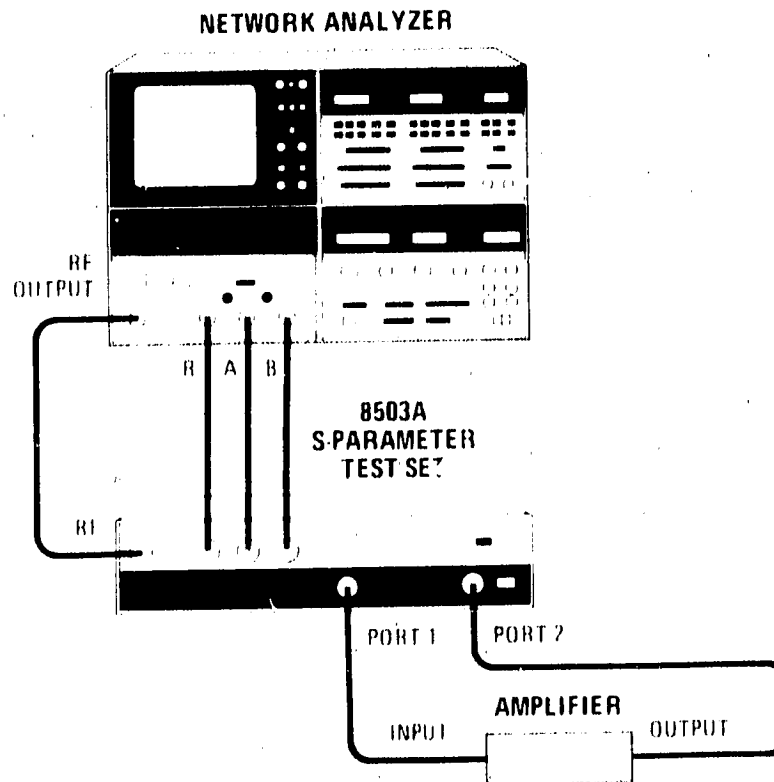 NETWORK ANALYZER
RF
OUTPUT
R A B
8503A
S-PARAMETER
TEST SET
RF
PORT 1 PORT 2
AMPLIFIER
INPUT OUTPUT